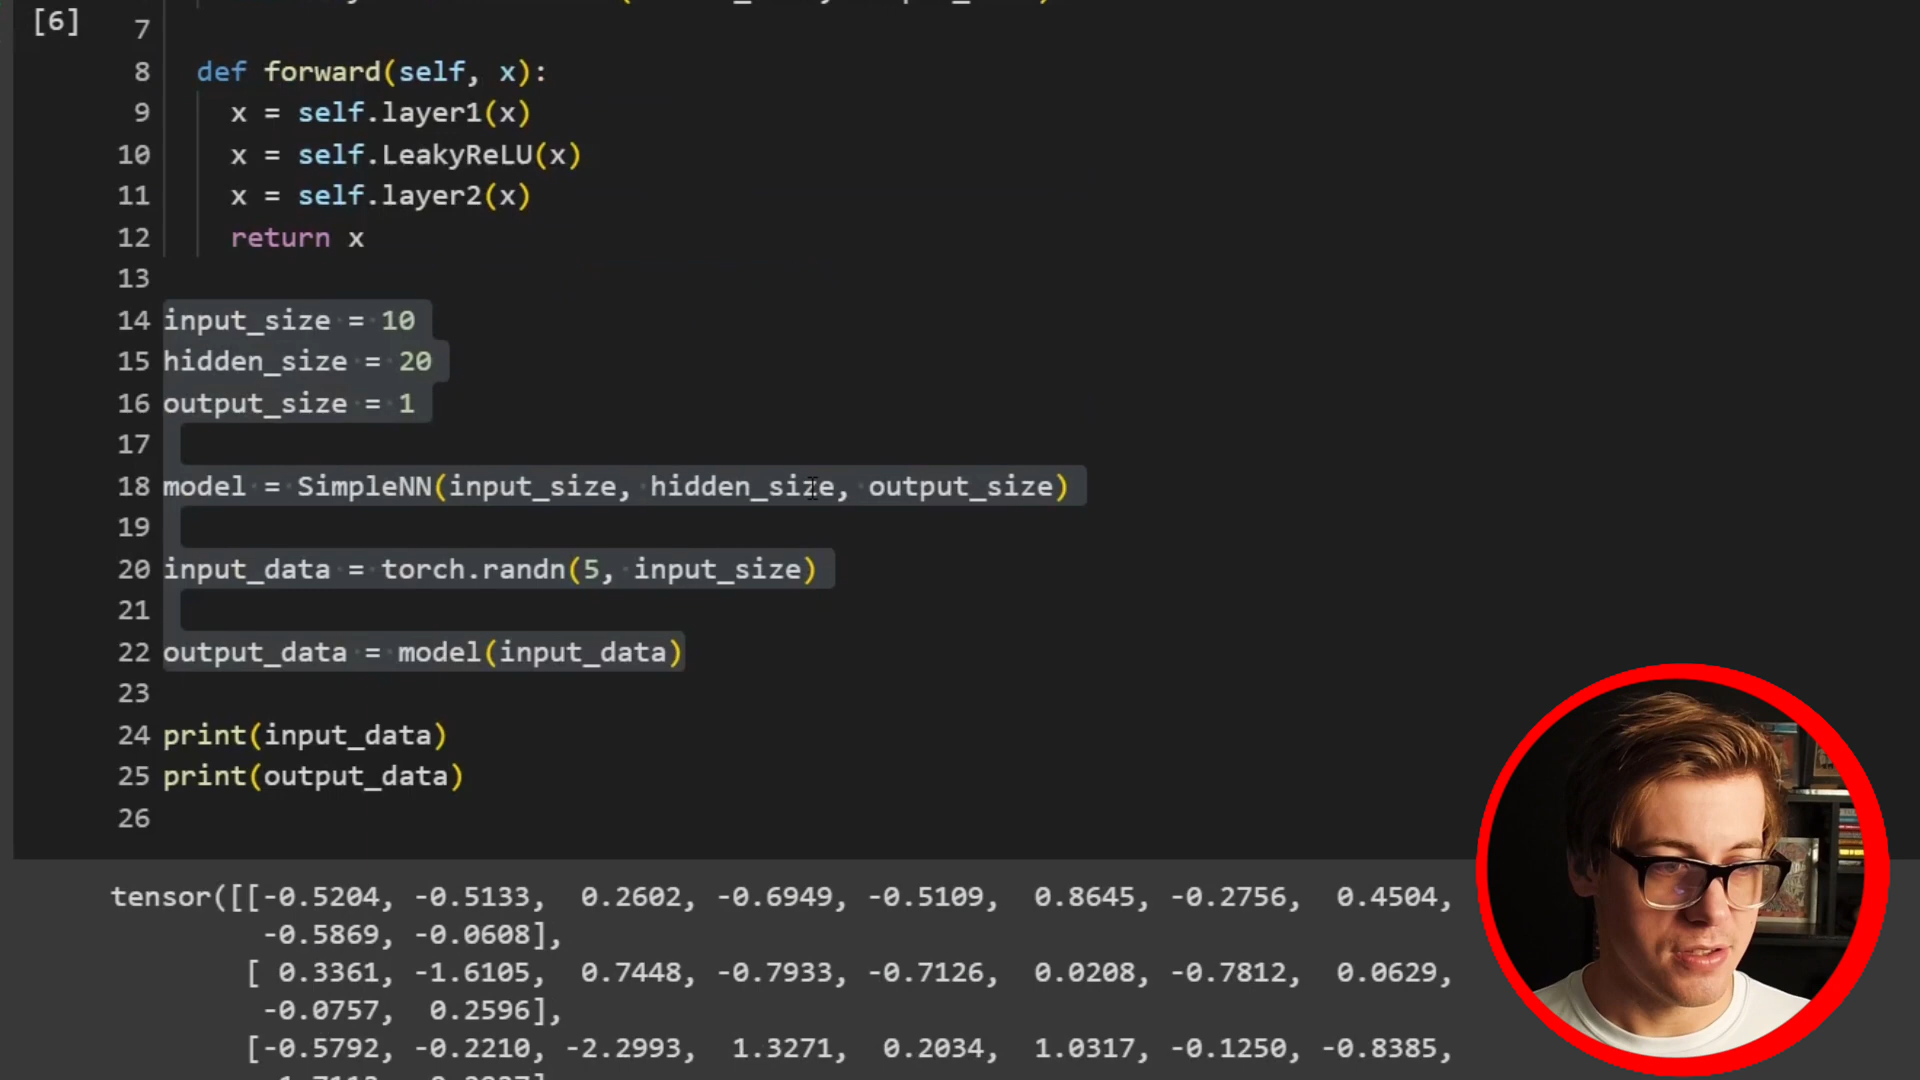 [6]
7
8 def forward(self, x):
9 x = self.layer1(x)
10 x = self.LeakyReLU(x)
11 x = self.layer2(x)
12 return x
13
14 input_size = 10
15 hidden_size = 20
16 output_size = 1
17
18 model = SimpleNN(input_size, hidden_size, output_size)
19
20 input_data = torch.randn(5, input_size)
21
22 output_data = model(input_data)
23
24 print(input_data)
25 print(output_data)
26
tensor([[-0.5204, -0.5133, 0.2602, -0.6949, -0.5109, 0.8645, -0.2756, 0.4504,
-0.5869, -0.0608],
[ 0.3361, -1.6105, 0.7448, -0.7933, -0.7126, 0.0208, -0.7812, 0.0629,
-0.0757, 0.2596],
[-0.5792, -0.2210, -2.2993, 1.3271, 0.2034, 1.0317, -0.1250, -0.8385,